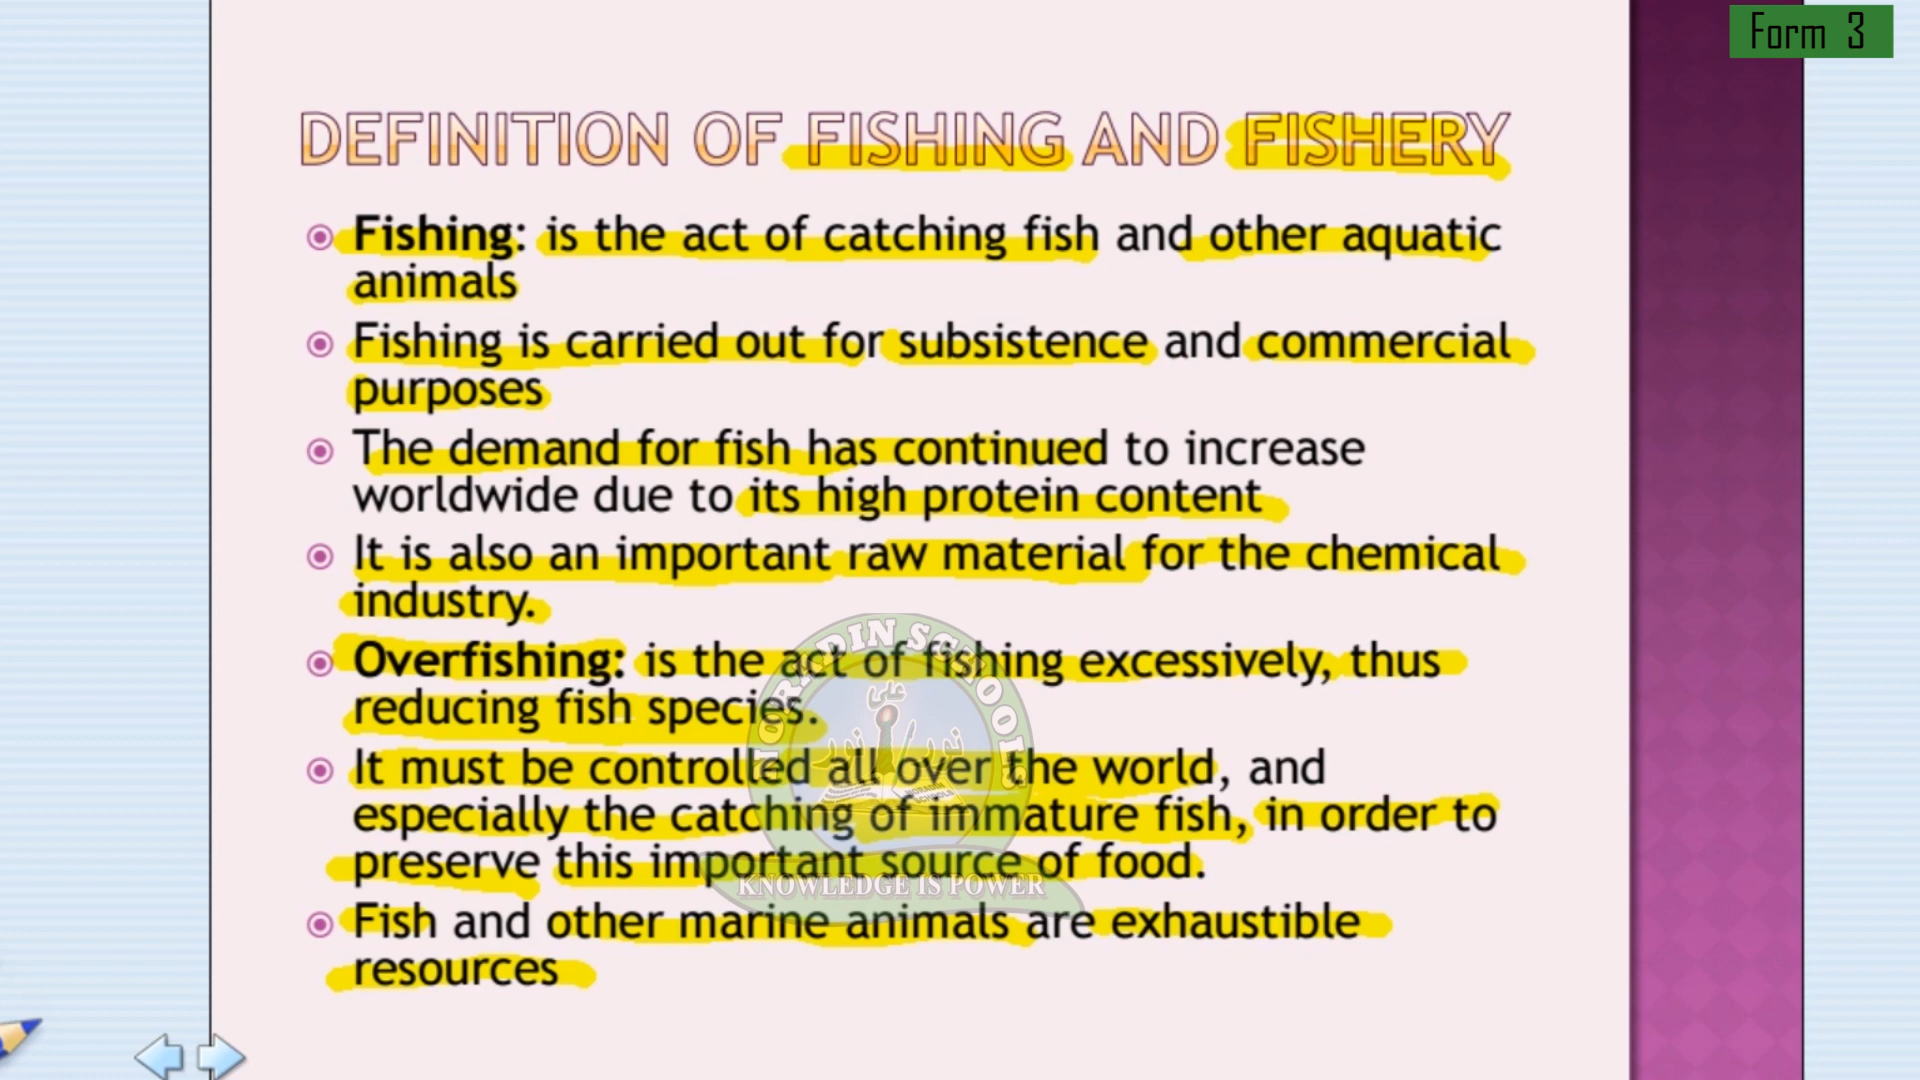 Form 3
DEFINITION OF FISHING AND FISHERY
Fishing: is the act of catching fish and other aquatic
animals
Fishing is carried out for subsistence and commercial
purposes
The demand for fish has continued to increase
worldwide due to its high protein content
It is also an important raw material for the chemical
industry.
Overfishing: is the act of fishing excessively, thus
reducing fish species.
It must be controlled all over the world, and
especially the catching of immature fish, in order to
preserve this important source of food.
Fish and other marine animals are exhaustible
resources
NORADIN SCHOOLS
KNOWLEDGE IS POWER